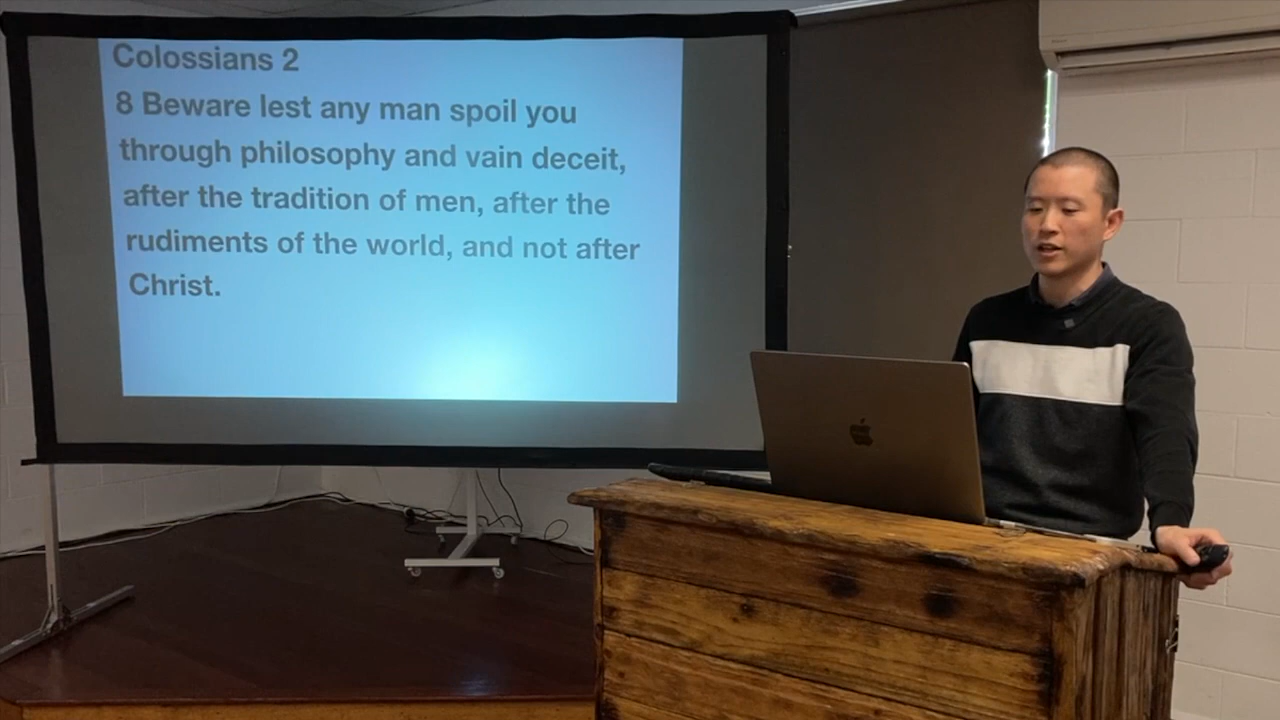 Colossians 2
8 Beware lest any man spoil you
through philosophy and vain deceit,
after the tradition of men, after the
rudiments of the world, and not after
Christ.